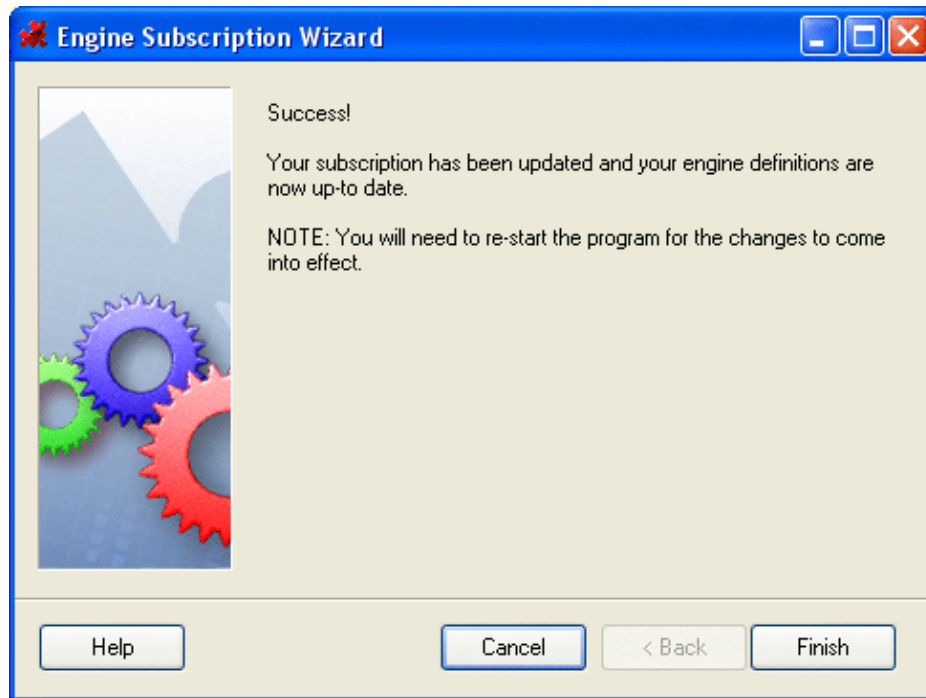 Engine Subscription Wizard
Success!
Your subscription has been updated and your engine definitions are
now up-to date.
NOTE: You will need to re-start the program for the changes to come
into effect.
Help
Cancel
< Back
Finish